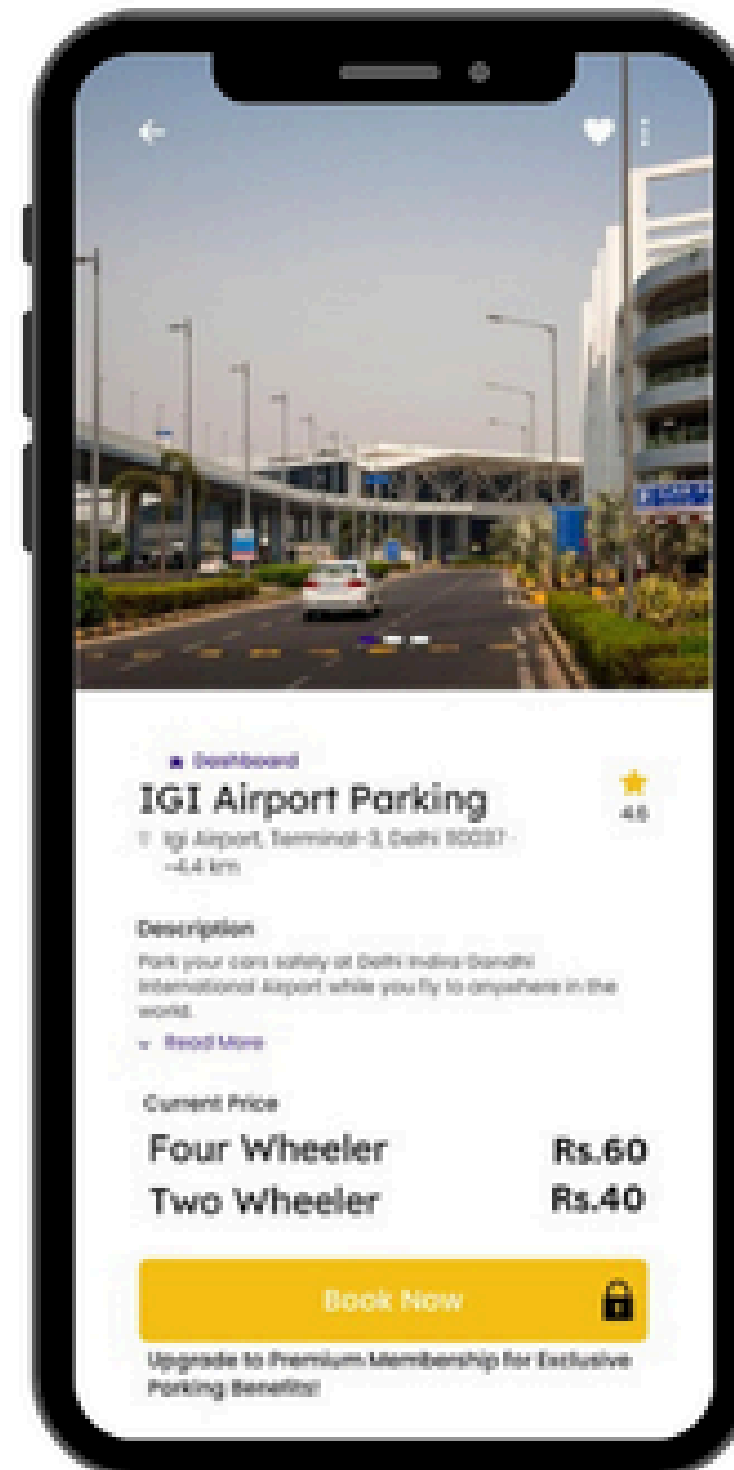 Dashboard
IGI Airport Parking
4.6
Igi Airport, Terminal-3, Delhi 110037 ·
~4.4 km
Description
Park your cars safely at Delhi Indira Gandhi
International Airport while you fly to anywhere in the
world.
Read More
Current Price
Four Wheeler Rs.60
Two Wheeler Rs.40
Book Now
Upgrade to Premium Membership for Exclusive
Parking Benefits!